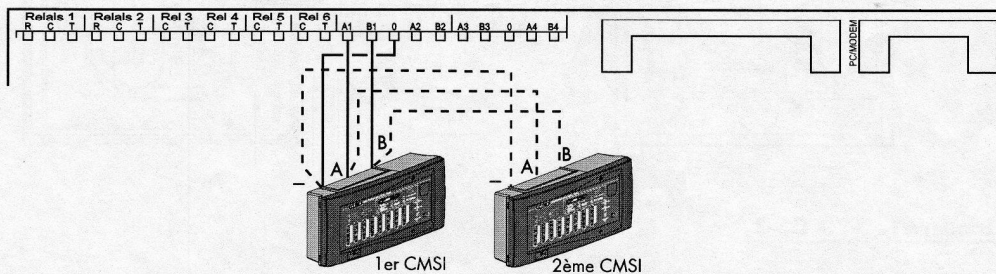 Relais 1 Relais 2 Rel 3 Rel 4 Rel 5 Rel 6
R C T R C T C T C T C T C T A1 B1 0 A2 B2 A3 B3 0 A4 B4
PC/MODEM
– A B
– A B
1er CMSI
2ème CMSI